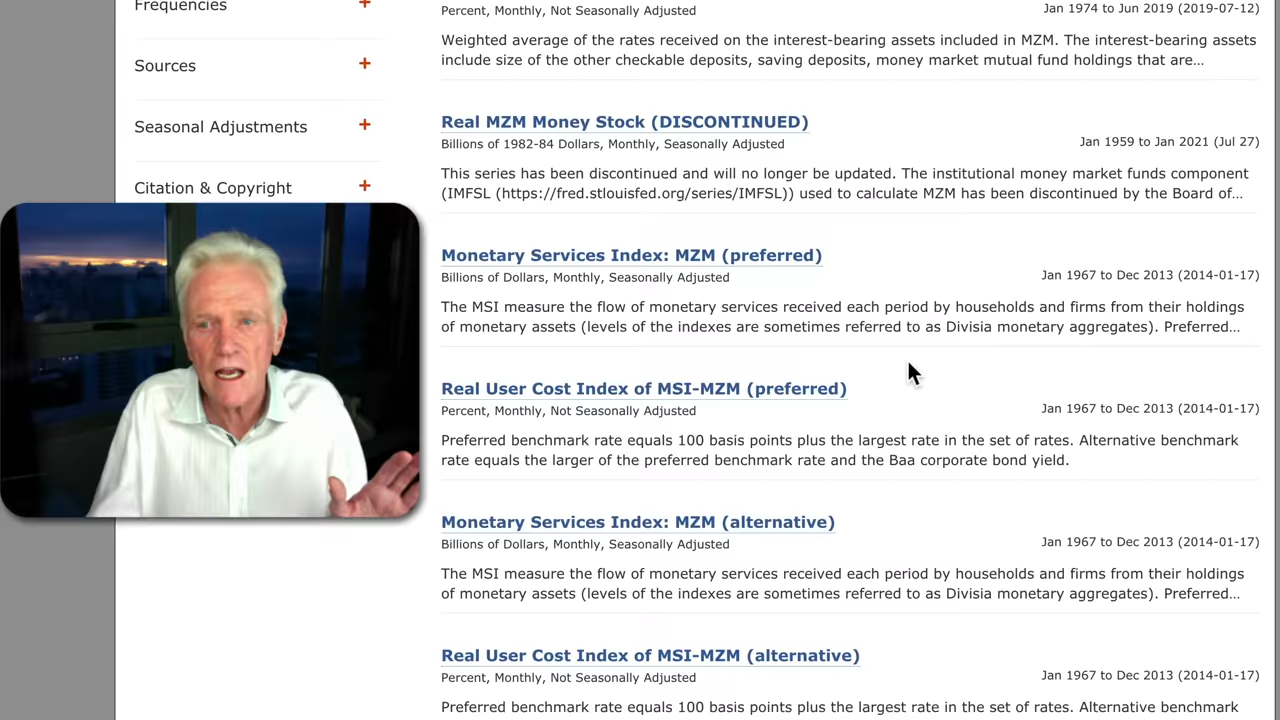 Frequencies +
Sources +
Seasonal Adjustments +
Citation & Copyright +
Percent, Monthly, Not Seasonally Adjusted
Jan 1974 to Jun 2019 (2019-07-12)
Weighted average of the rates received on the interest-bearing assets included in MZM. The interest-bearing assets
include size of the other checkable deposits, saving deposits, money market mutual fund holdings that are…
Real MZM Money Stock (DISCONTINUED)
Billions of 1982-84 Dollars, Monthly, Seasonally Adjusted
Jan 1959 to Jan 2021 (Jul 27)
This series has been discontinued and will no longer be updated. The institutional money market funds component
(IMFSL (https://fred.stlouisfed.org/series/IMFSL)) used to calculate MZM has been discontinued by the Board of…
Monetary Services Index: MZM (preferred)
Billions of Dollars, Monthly, Seasonally Adjusted
Jan 1967 to Dec 2013 (2014-01-17)
The MSI measure the flow of monetary services received each period by households and firms from their holdings
of monetary assets (levels of the indexes are sometimes referred to as Divisia monetary aggregates). Preferred…
Real User Cost Index of MSI-MZM (preferred)
Percent, Monthly, Not Seasonally Adjusted
Jan 1967 to Dec 2013 (2014-01-17)
Preferred benchmark rate equals 100 basis points plus the largest rate in the set of rates. Alternative benchmark
rate equals the larger of the preferred benchmark rate and the Baa corporate bond yield.
Monetary Services Index: MZM (alternative)
Billions of Dollars, Monthly, Seasonally Adjusted
Jan 1967 to Dec 2013 (2014-01-17)
The MSI measure the flow of monetary services received each period by households and firms from their holdings
of monetary assets (levels of the indexes are sometimes referred to as Divisia monetary aggregates). Preferred…
Real User Cost Index of MSI-MZM (alternative)
Percent, Monthly, Not Seasonally Adjusted
Jan 1967 to Dec 2013 (2014-01-17)
Preferred benchmark rate equals 100 basis points plus the largest rate in the set of rates. Alternative benchmark